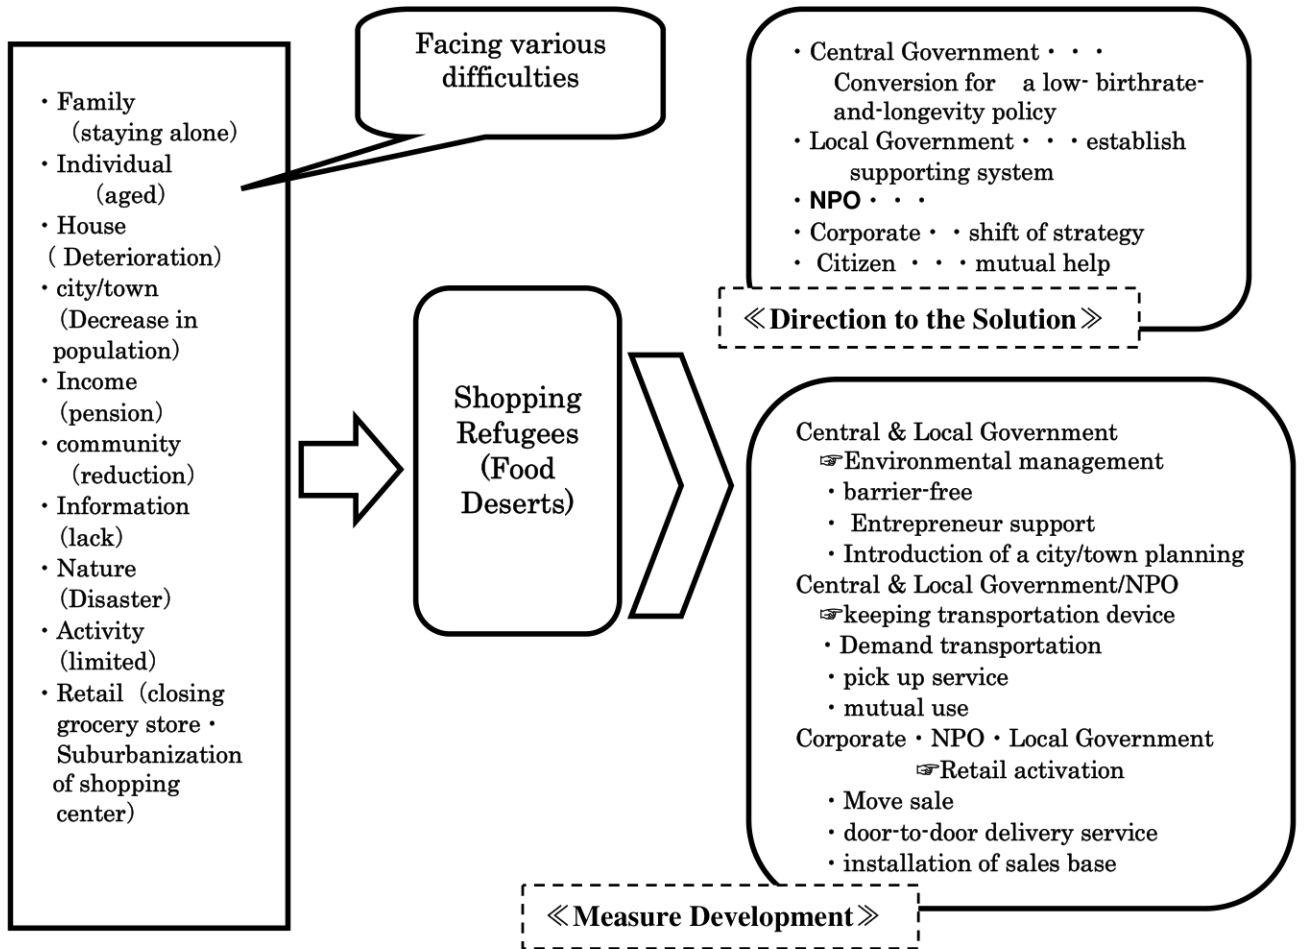 ・Family
（staying alone）
・Individual
（aged）
・House
（ Deterioration）
・city/town
（Decrease in
population）
・Income
（pension）
・community
（reduction）
・Information
（lack）
・Nature
（Disaster）
・Activity
（limited）
・Retail（closing
grocery store・
Suburbanization
of shopping
center）
Facing various
difficulties
Shopping
Refugees
（Food
Deserts）
・Central Government・・・
Conversion for a low- birthrate-
and-longevity policy
・Local Government・・・establish
supporting system
・NPO・・・
・Corporate・・shift of strategy
・ Citizen ・・・mutual help
≪Direction to the Solution≫
Central & Local Government
☞Environmental management
・barrier-free
・ Entrepreneur support
・Introduction of a city/town planning
Central & Local Government/NPO
☞keeping transportation device
・Demand transportation
・pick up service
・mutual use
Corporate・NPO・Local Government
☞Retail activation
・Move sale
・door-to-door delivery service
・installation of sales base
≪Measure Development≫